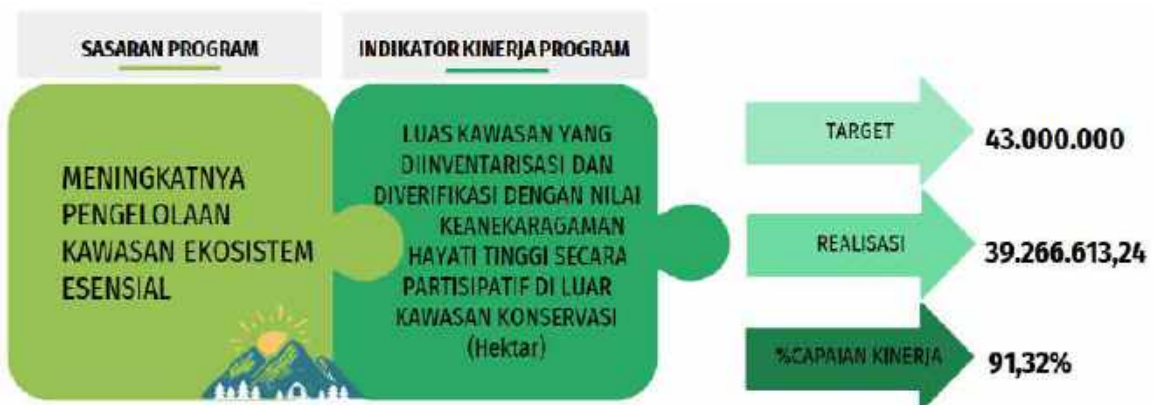 SASARAN PROGRAM
INDIKATOR KINERJA PROGRAM
MENINGKATNYA
PENGELOLAAN
KAWASAN EKOSISTEM
ESENSIAL
LUAS KAWASAN YANG
DIINVENTARISASI DAN
DIVERIFIKASI DENGAN NILAI
KEANEKARAGAMAN
HAYATI TINGGI SECARA
PARTISIPATIF DI LUAR
KAWASAN KONSERVASI
(Hektar)
TARGET
43.000.000
REALISASI
39.266.613,24
%CAPAIAN KINERJA
91,32%